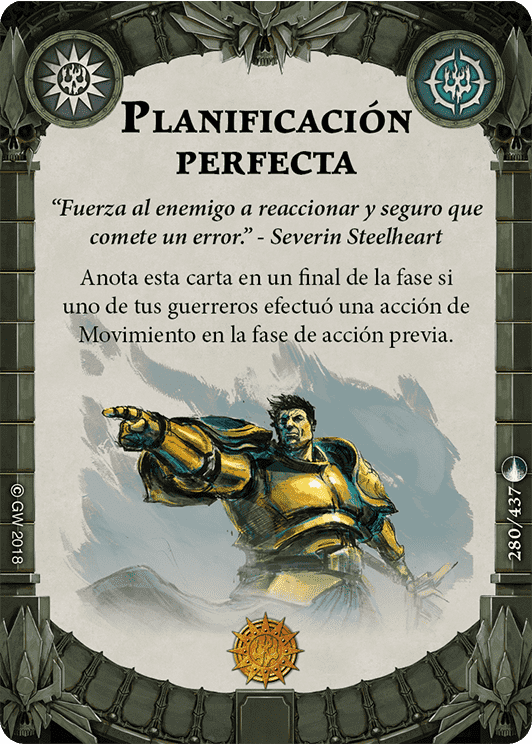 PLANIFICACIÓN
PERFECTA
“Fuerza al enemigo a reaccionar y seguro que
comete un error.” - Severin Steelheart
Anota esta carta en un final de la fase si
uno de tus guerreros efectuó una acción de
Movimiento en la fase de acción previa.
© GW 2018
280/437